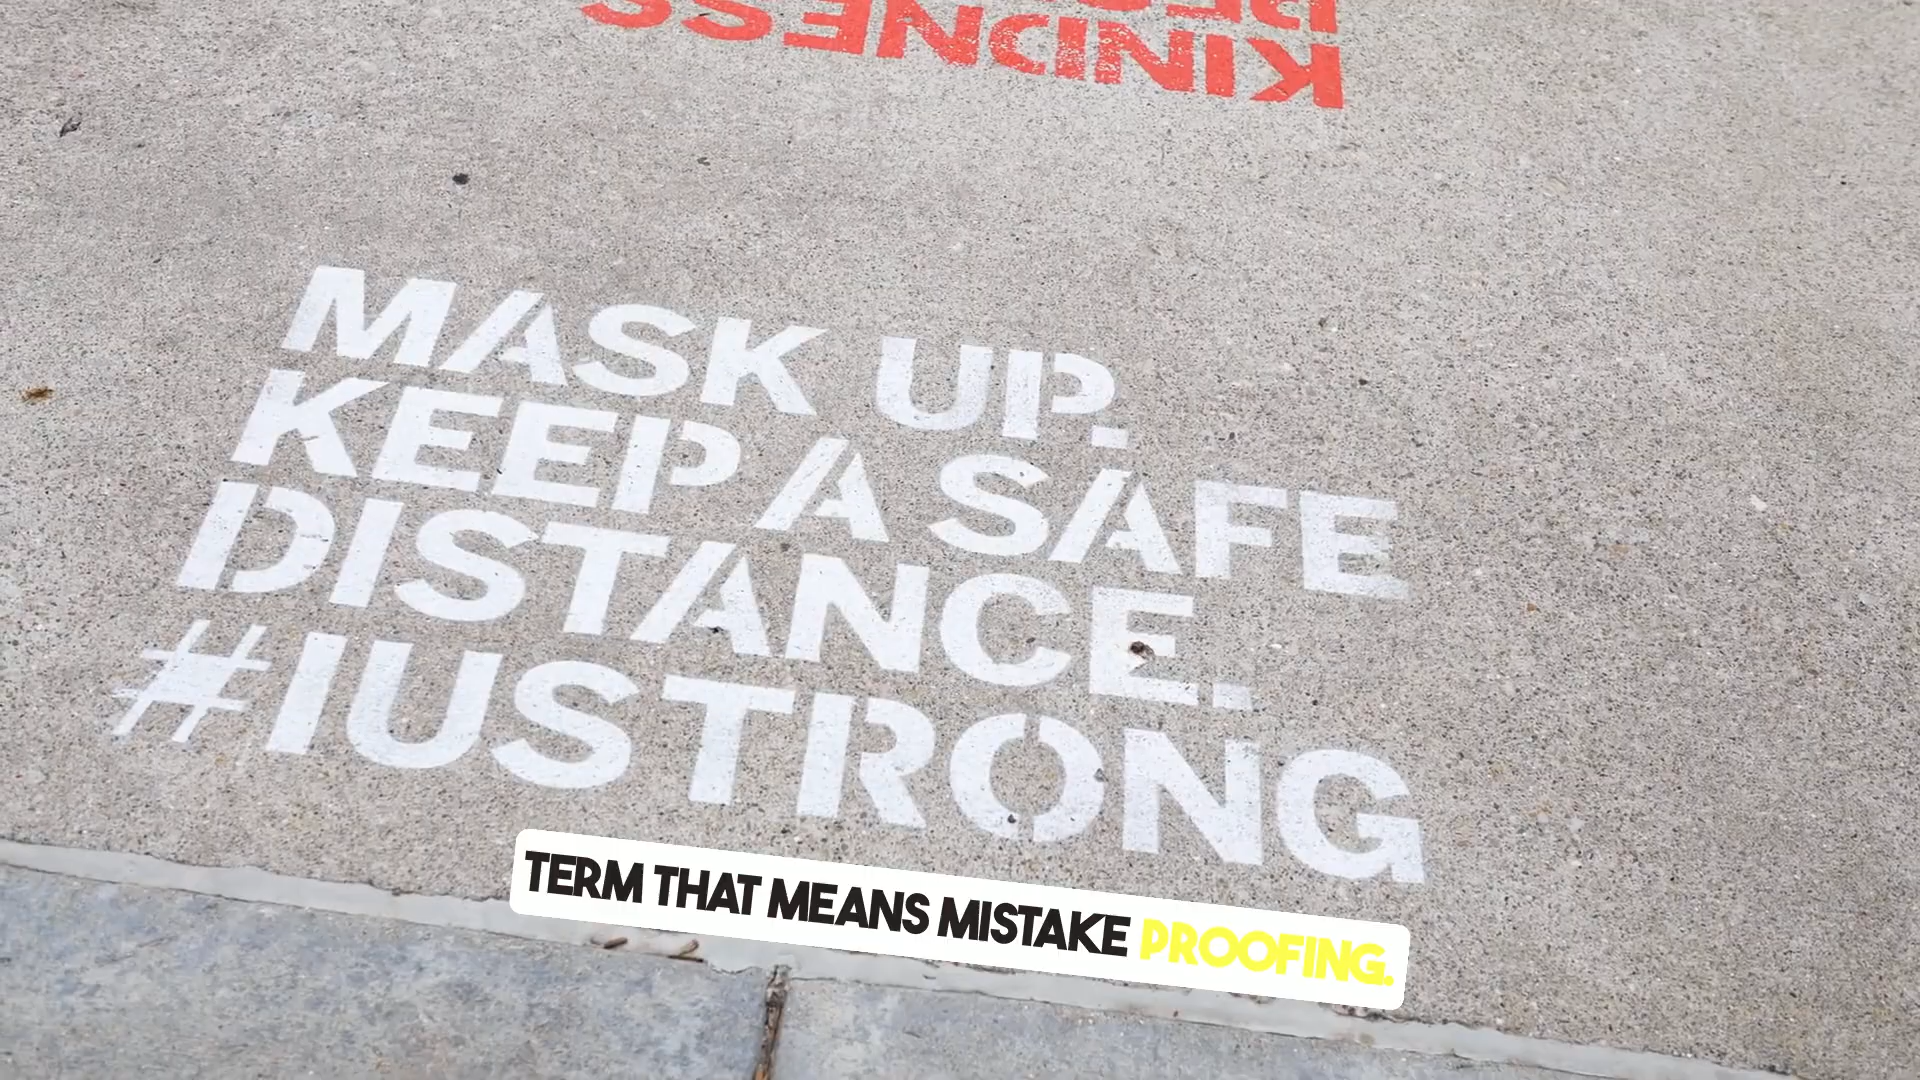 KINDNESS
MASK UP.
KEEP A SAFE
DISTANCE.
#IUSTRONG
TERM THAT MEANS MISTAKE PROOFING.